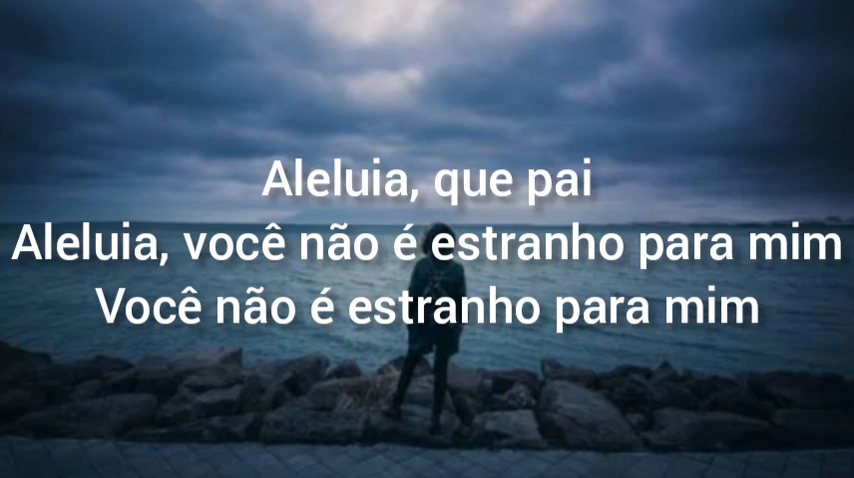 Aleluia, que pai
Aleluia, você não é estranho para mim
Você não é estranho para mim